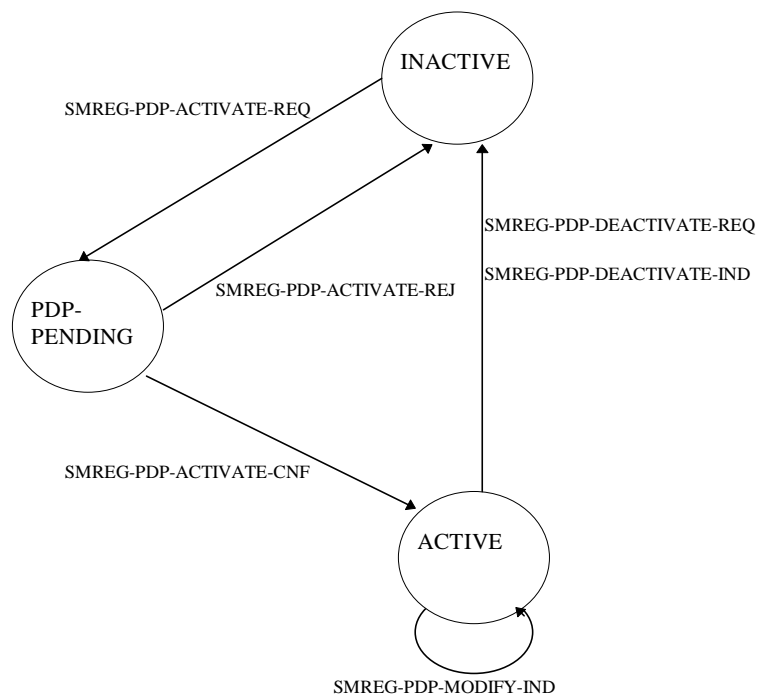 INACTIVE
SMREG-PDP-ACTIVATE-REQ
SMREG-PDP-DEACTIVATE-REQ
SMREG-PDP-DEACTIVATE-IND
SMREG-PDP-ACTIVATE-REJ
PDP-
PENDING
SMREG-PDP-ACTIVATE-CNF
ACTIVE
SMREG-PDP-MODIFY-IND